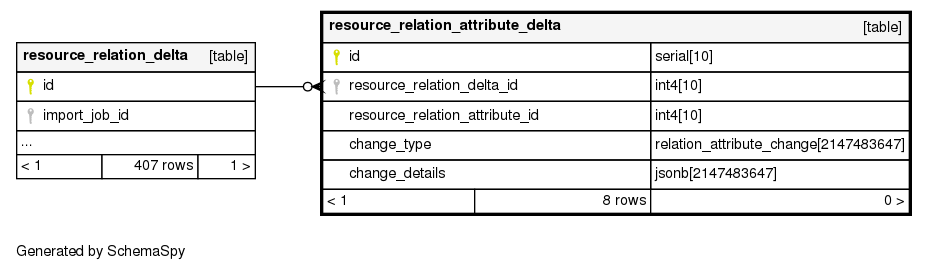 resource_relation_attribute_delta [table]
resource_relation_delta [table]
id serial[10]
id
resource_relation_delta_id int4[10]
import_job_id
resource_relation_attribute_id int4[10]
...
change_type relation_attribute_change[2147483647]
< 1 407 rows 1 >
change_details jsonb[2147483647]
< 1 8 rows 0 >
Generated by SchemaSpy